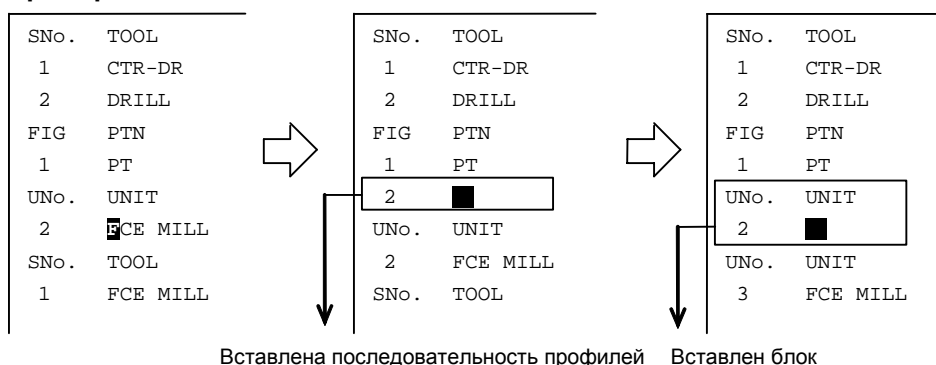 SNo. TOOL
1 CTR-DR
2 DRILL
FIG PTN
1 PT
UNo. UNIT
2 FCE MILL
SNo. TOOL
1 FCE MILL
SNo. TOOL
1 CTR-DR
2 DRILL
FIG PTN
1 PT
2
UNo. UNIT
2 FCE MILL
SNo. TOOL
SNo. TOOL
1 CTR-DR
2 DRILL
FIG PTN
1 PT
UNo. UNIT
2
UNo. UNIT
3 FCE MILL
Вставлена последовательность профилей
Вставлен блок